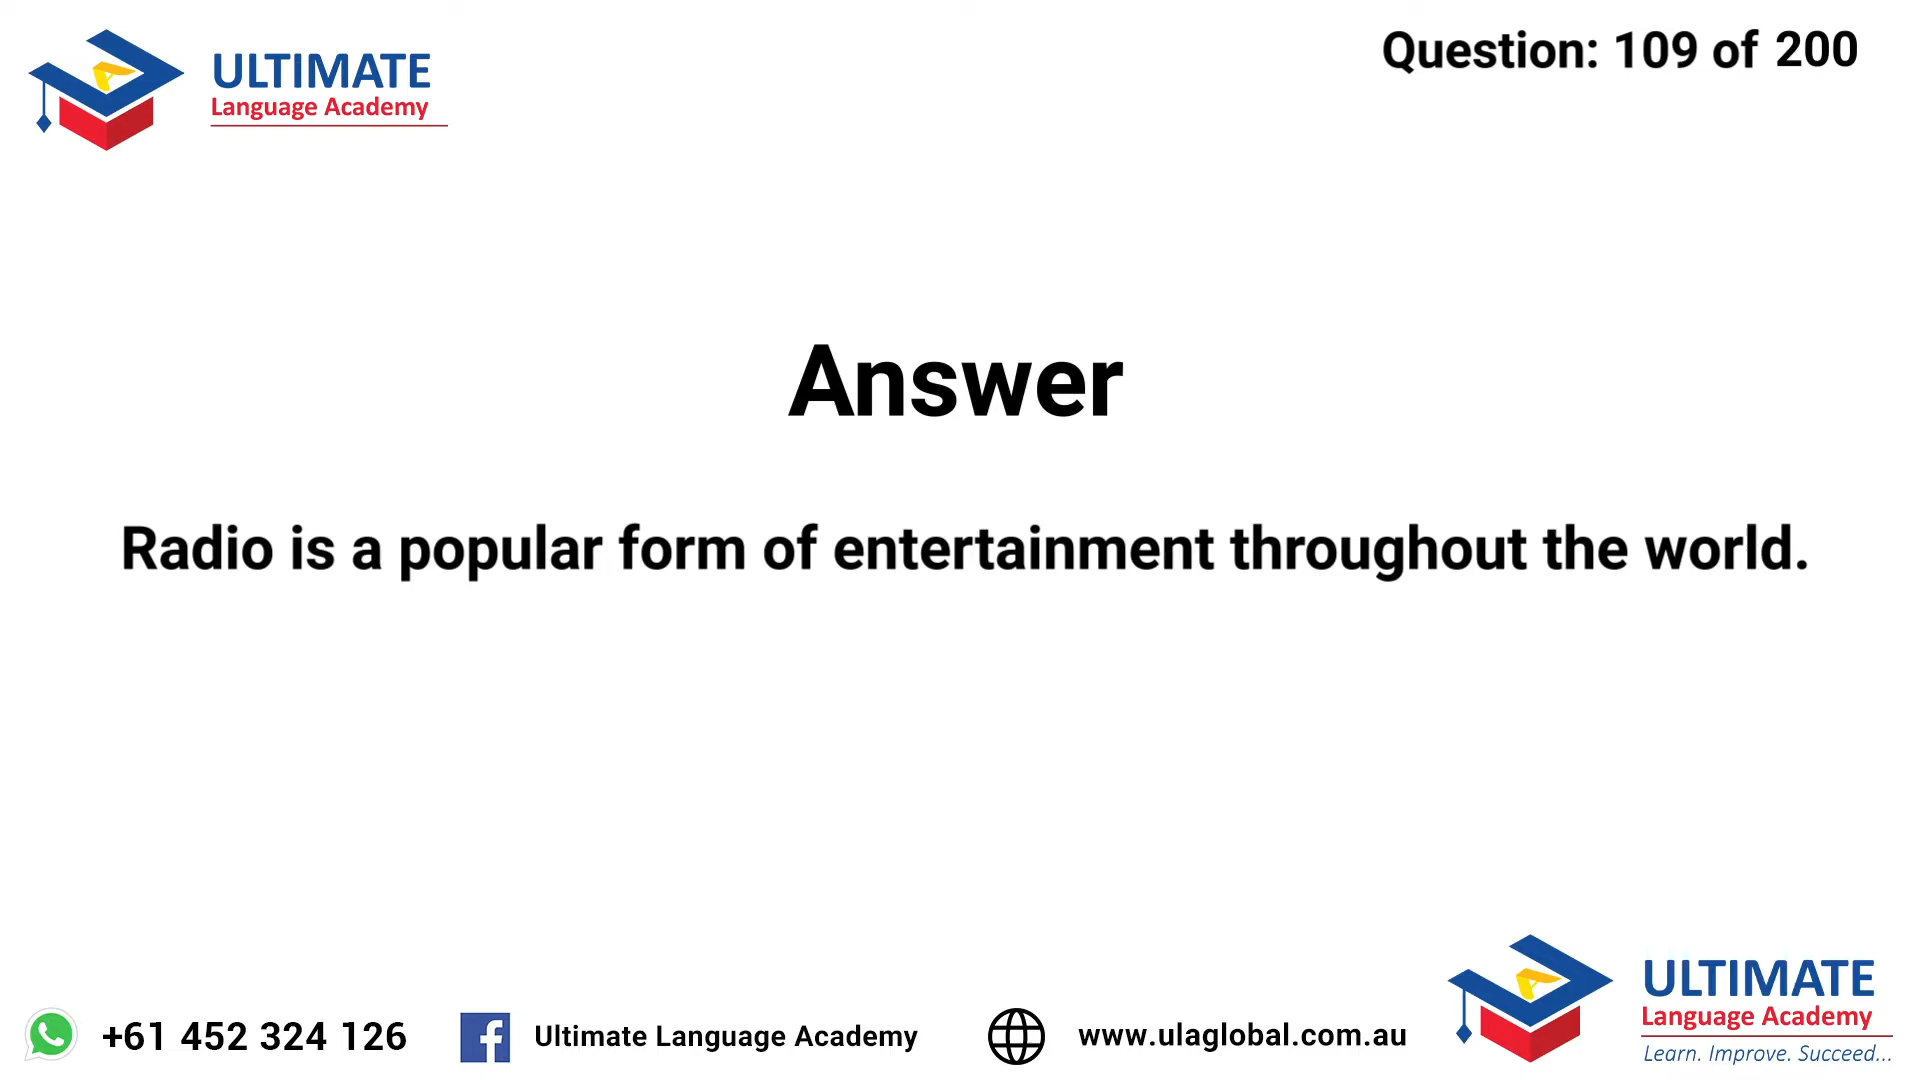 ULTIMATE
Language Academy
Question: 109 of 200
Answer
Radio is a popular form of entertainment throughout the world.
+61 452 324 126
Ultimate Language Academy
www.ulaglobal.com.au
ULTIMATE
Language Academy
Learn. Improve. Succeed...